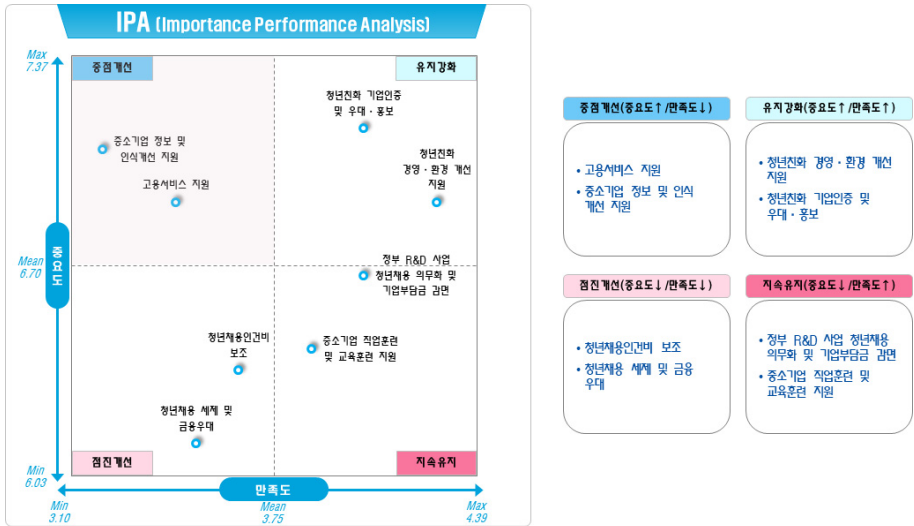 IPA (Importance Performance Analysis)
Max
7.37
중점개선
유지강화
청년친화 기업인증
및 우대·홍보
중소기업 정보 및
인식개선 지원
청년친화
경영·환경 개선
지원
고용서비스 지원
중요도
Mean
6.70
정부 R&D 사업
청년채용 의무화 및
기업부담금 감면
청년채용인건비
보조
중소기업 직업훈련
및 교육훈련 지원
청년채용 세제 및
금융우대
점진개선
지속유지
Min
6.03
만족도
Min
3.10
Mean
3.75
Max
4.39
중점개선(중요도↑/만족도↓)
• 고용서비스 지원
• 중소기업 정보 및 인식
개선 지원
유지강화(중요도↑/만족도↑)
• 청년친화 경영·환경 개선
지원
• 청년친화 기업인증 및
우대·홍보
점진개선(중요도↓/만족도↓)
• 청년채용인건비 보조
• 청년채용 세제 및 금융
우대
지속유지(중요도↓/만족도↑)
• 정부 R&D 사업 청년채용
의무화 및 기업부담금 감면
• 중소기업 직업훈련 및
교육훈련 지원